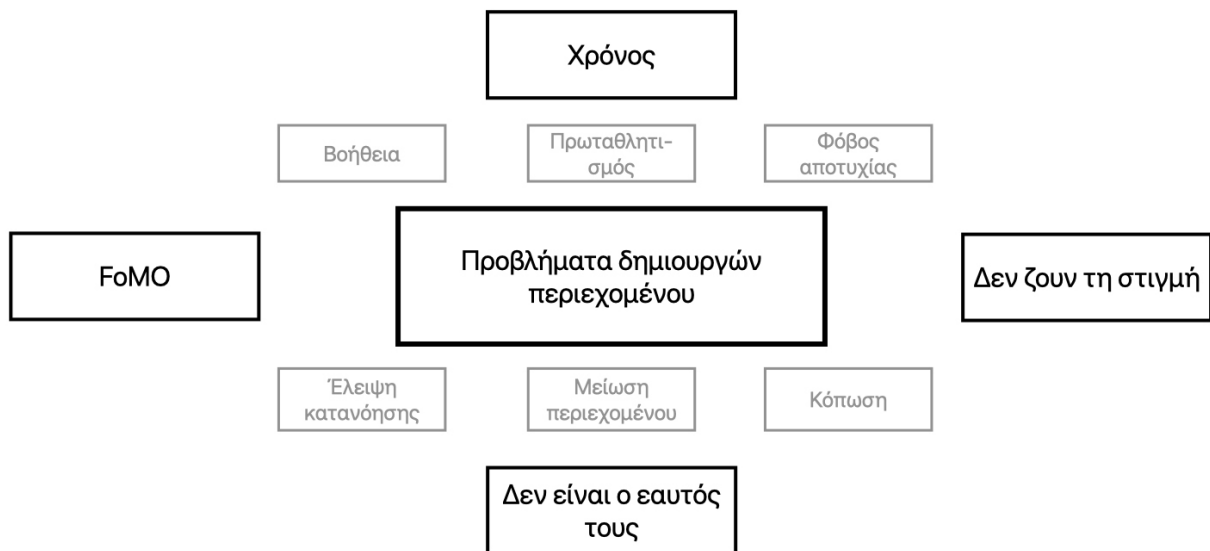 Χρόνος
Βοήθεια
Πρωταθλητι-
σμός
Φόβος
αποτυχίας
FoMO
Προβλήματα δημιουργών
περιεχομένου
Δεν ζουν τη στιγμή
Έλειψη
κατανόησης
Μείωση
περιεχομένου
Κόπωση
Δεν είναι ο εαυτός
τους